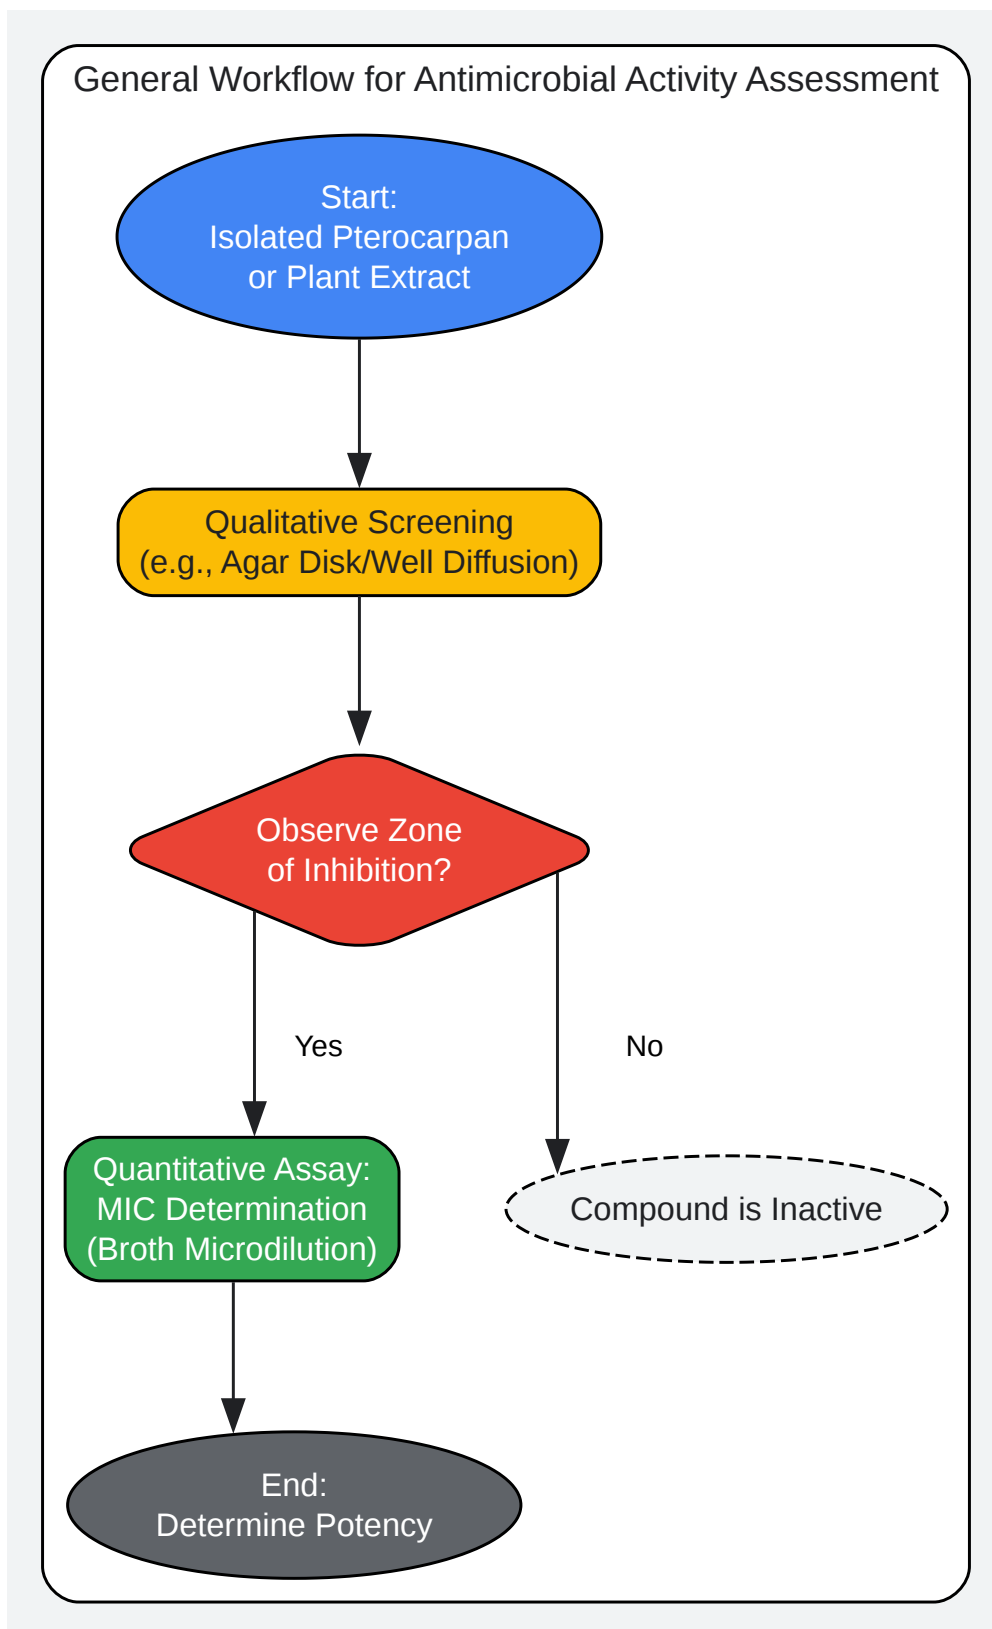 General Workflow for Antimicrobial Activity Assessment
Start:
Isolated Pterocarpan
or Plant Extract
Qualitative Screening
(e.g., Agar Disk/Well Diffusion)
Observe Zone
of Inhibition?
Yes
No
Quantitative Assay:
MIC Determination
(Broth Microdilution)
Compound is Inactive
End:
Determine Potency